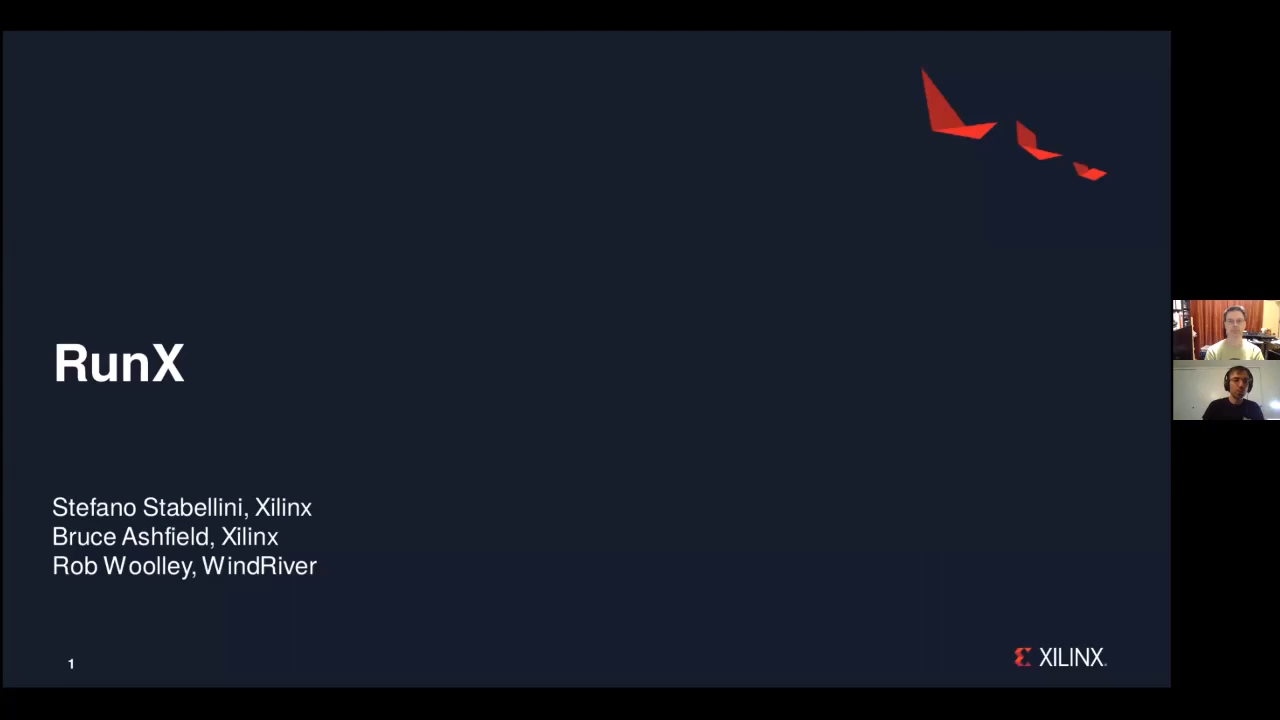 RunX
Stefano Stabellini, Xilinx
Bruce Ashfield, Xilinx
Rob Woolley, WindRiver
1
XILINX.